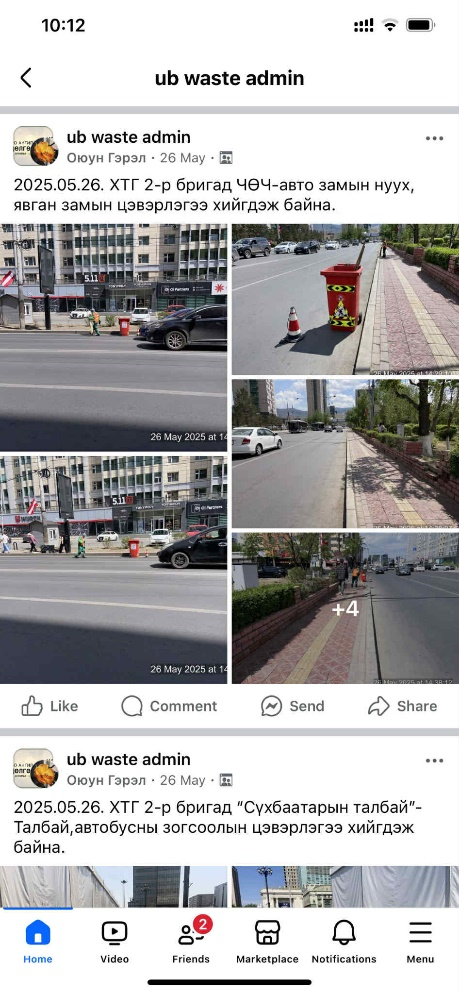 10:12
ub waste admin
ub waste admin
Оюун Гэрэл · 26 May ·
2025.05.26. ХТГ 2-р бригад ЧӨЧ-авто замын нуух,
явган замын цэвэрлэгээ хийгдэж байна.
5.11
26 May 2025 at 14
26 May 2025 at 14:29:1
5.11
26 May 2025 at 14
+4
26 May 2025 at 14:38:12
Like
Comment
Send
Share
ub waste admin
Оюун Гэрэл · 26 May ·
2025.05.26. ХТГ 2-р бригад “Сүхбаатарын талбай”-
Талбай,автобусны зогсоолын цэвэрлэгээ хийгдэж
байна.
2
Home
Video
Friends
Marketplace
Notifications
Menu